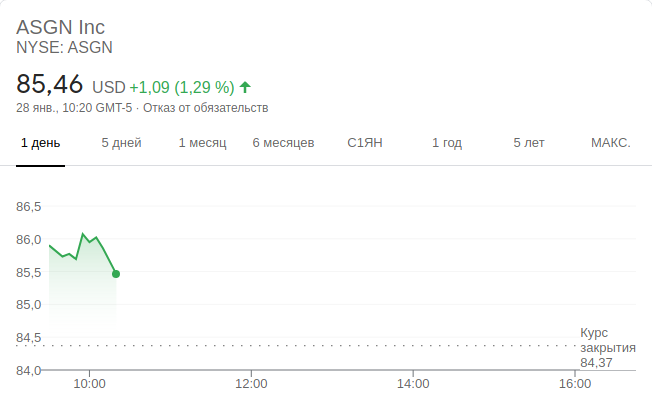 ASGN Inc
NYSE: ASGN
85,46 USD +1,09 (1,29 %)
28 янв., 10:20 GMT-5 · Отказ от обязательств
1 день 5 дней 1 месяц 6 месяцев С1ЯН 1 год 5 лет МАКС.
86,5
86,0
85,5
85,0
84,5
84,0
Курс
закрытия
84,37
10:00 12:00 14:00 16:00